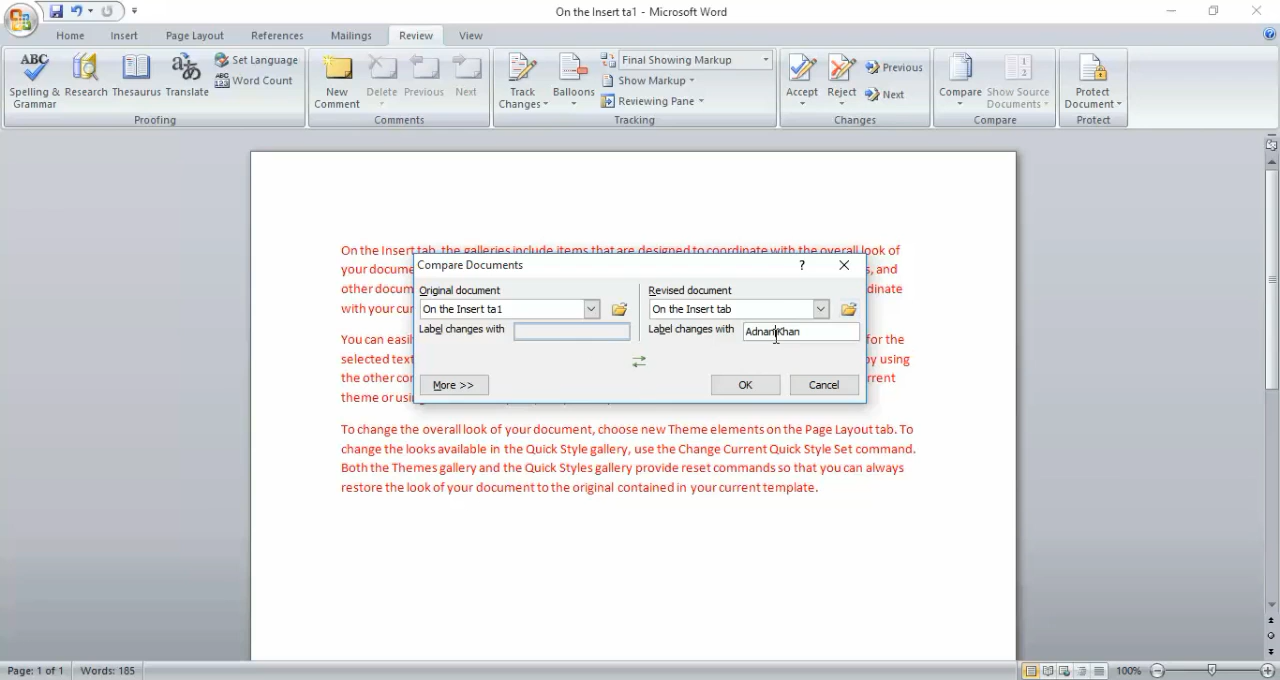 On the Insert ta1 - Microsoft Word
Home Insert Page Layout References Mailings Review View
ABC
Spelling & Grammar
Research
Thesaurus
Translate
Set Language
ABC 123 Word Count
Proofing
New Comment
Delete
Previous
Next
Comments
Track Changes
Balloons
Final Showing Markup
Show Markup
Reviewing Pane
Tracking
Accept
Reject
Previous
Next
Changes
Compare
Show Source Documents
Compare
Protect Document
Protect
On the Insert tab, the galleries include items that are designed to coordinate with the overall look of
your docume s, and
other docum dinate
with your cur
You can easil for the
selected text by using
the other con rrent
theme or usin
To change the overall look of your document, choose new Theme elements on the Page Layout tab. To
change the looks available in the Quick Style gallery, use the Change Current Quick Style Set command.
Both the Themes gallery and the Quick Styles gallery provide reset commands so that you can always
restore the look of your document to the original contained in your current template.
Compare Documents ?
Original document
On the Insert ta1
Label changes with
Revised document
On the Insert tab
Label changes with Adnan Khan
More >> OK Cancel
Page: 1 of 1 Words: 185 100%